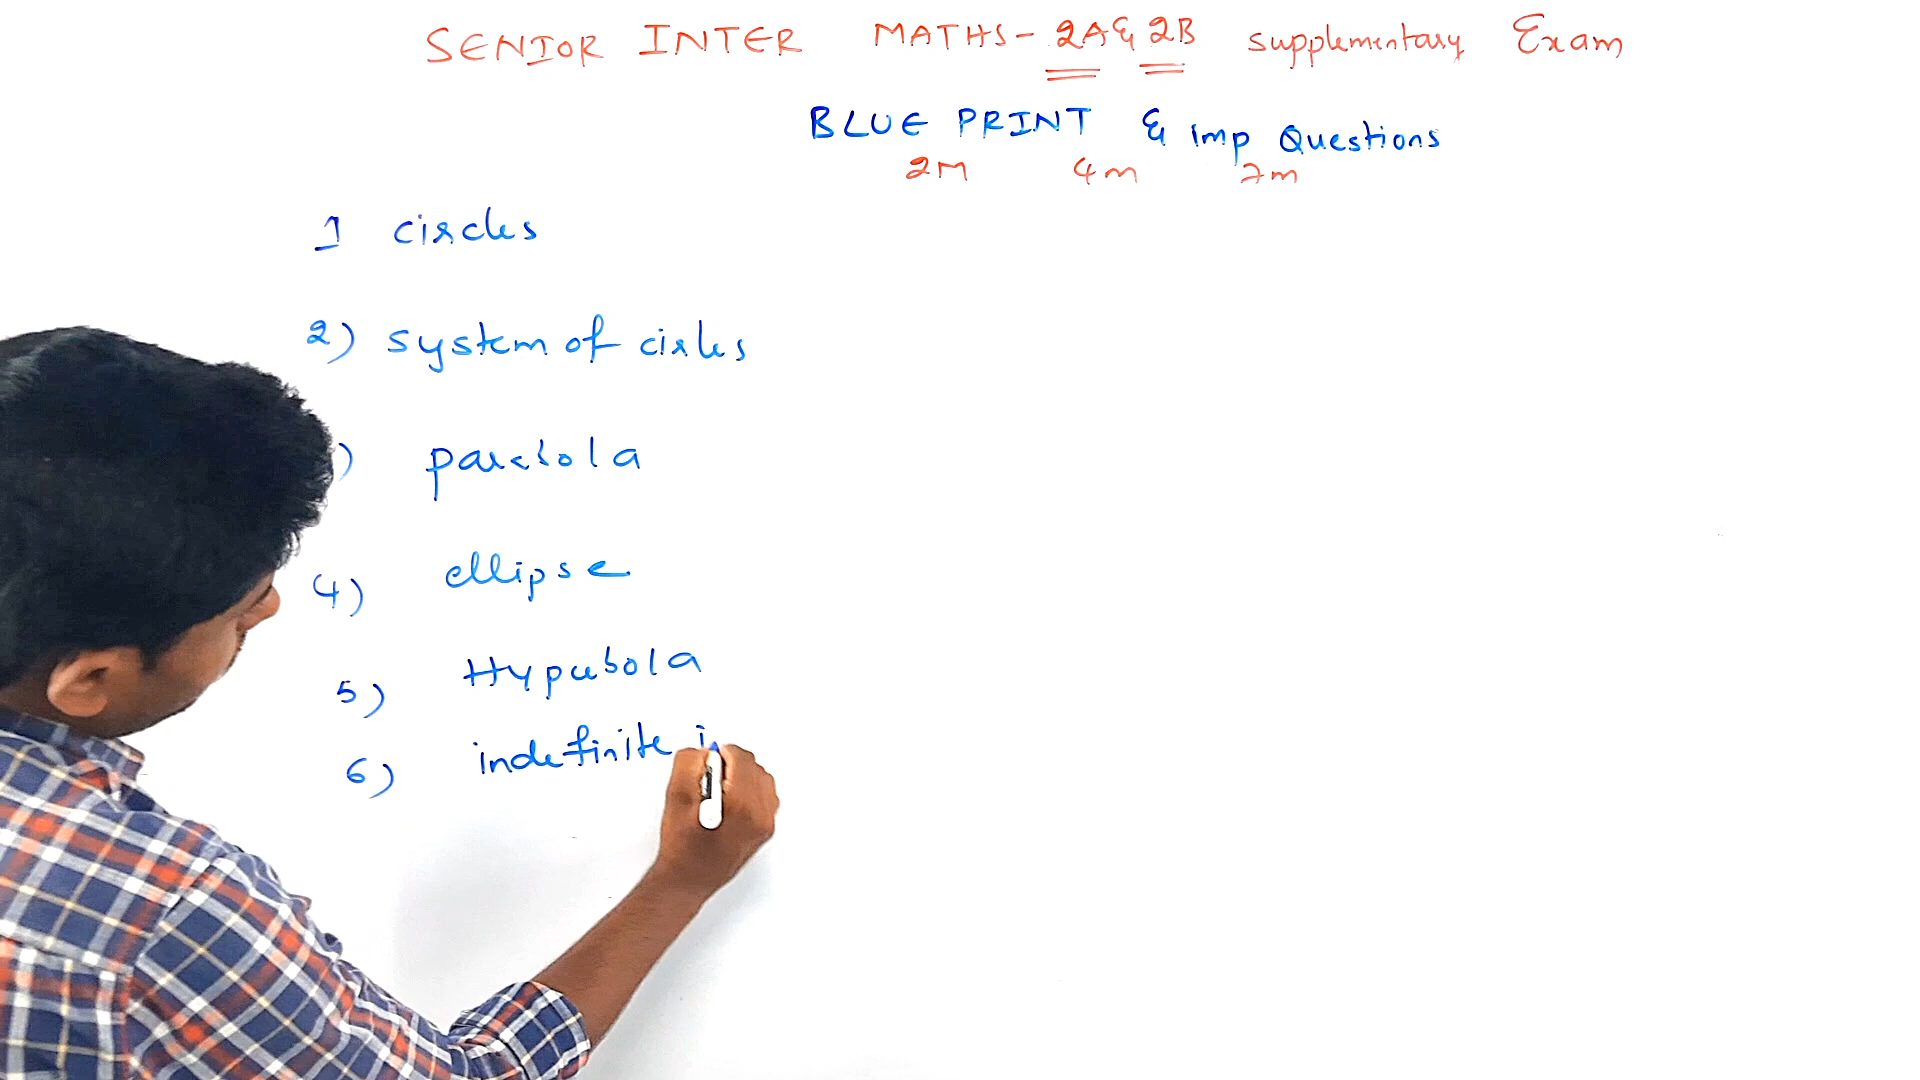 SENIOR INTER MATHS - 2A & 2B supplementary Exam
BLUE PRINT & imp Questions
2M 4m 7m
1 circles
2) system of cirles
) parabola
4) ellipse
5) Hyperbola
6) indefinite i